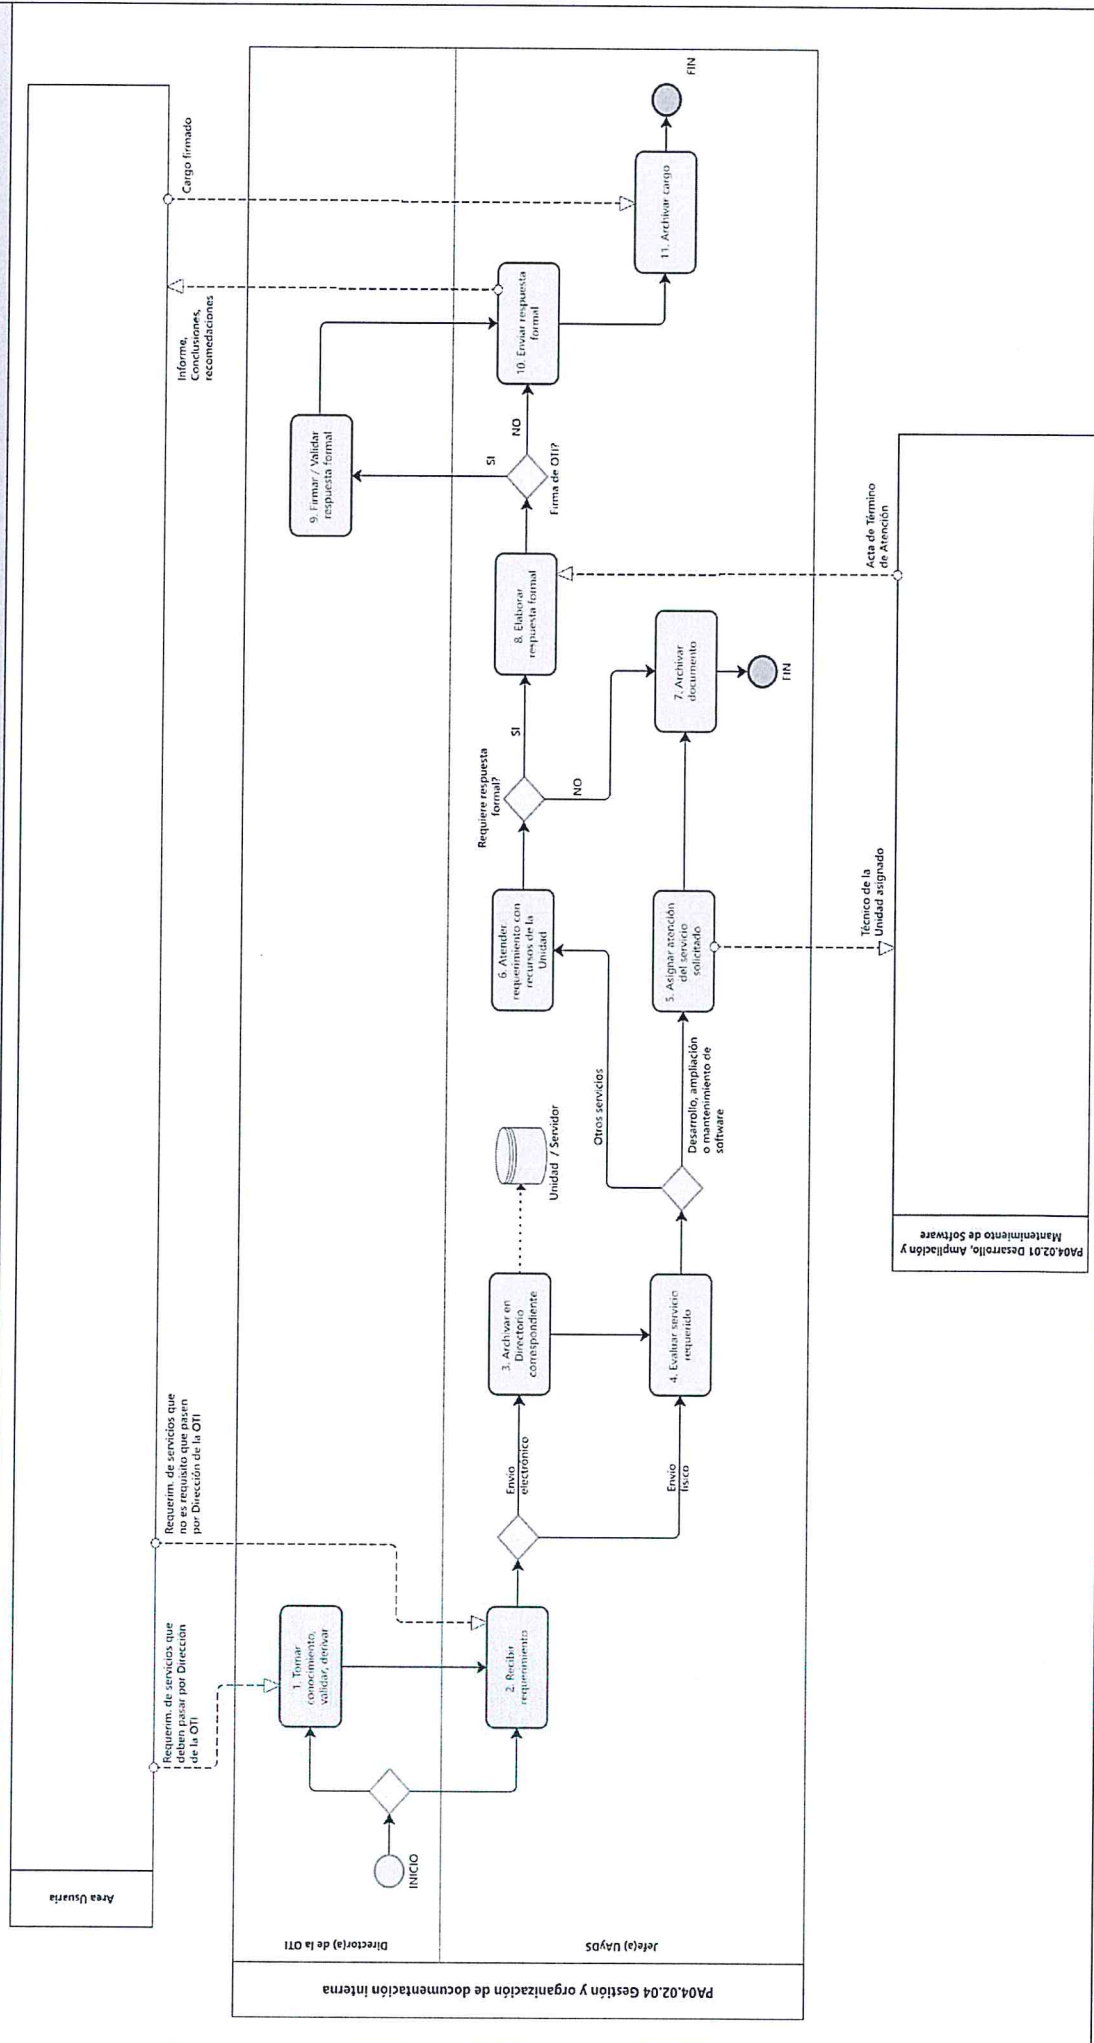 Area Usuaria
Requerim. de servicios que
deben pasar por Dirección
de la OTI
Requerim. de servicios que
no es requisito que pasen
por Dirección de la OTI
Informe,
Conclusiones,
recomedaciones
Cargo firmado
PA04.02.04 Gestión y organización de documentación interna
Director(a) de la OTI
Jefe(a) UAyDS
INICIO
1. Tomar
conocimiento,
validar, derivar
2. Recibir
requerimiento
Envio
electrónico
Envio
fisico
3. Archivar en
Directorio
correspondiente
Unidad / Servidor
4. Evaluar servicio
requerido
Otros servicios
Desarrollo, ampliación
o mantenimiento de
software
6. Atender
requerimiento con
recursos de la
Unidad
5. Asignar atención
del servicio
solicitado
Requiere respuesta
formal?
SI
NO
7. Archivar
documento
FIN
8. Elaborar
respuesta formal
Firma de OTI?
SI
NO
9. Firmar / Validar
respuesta formal
10. Enviar respuesta
formal
11. Archivar cargo
FIN
Técnico de la
Unidad asignado
Acta de Término
de Atención
PA04.02.01 Desarrollo, Ampliación y
Mantenimiento de Software